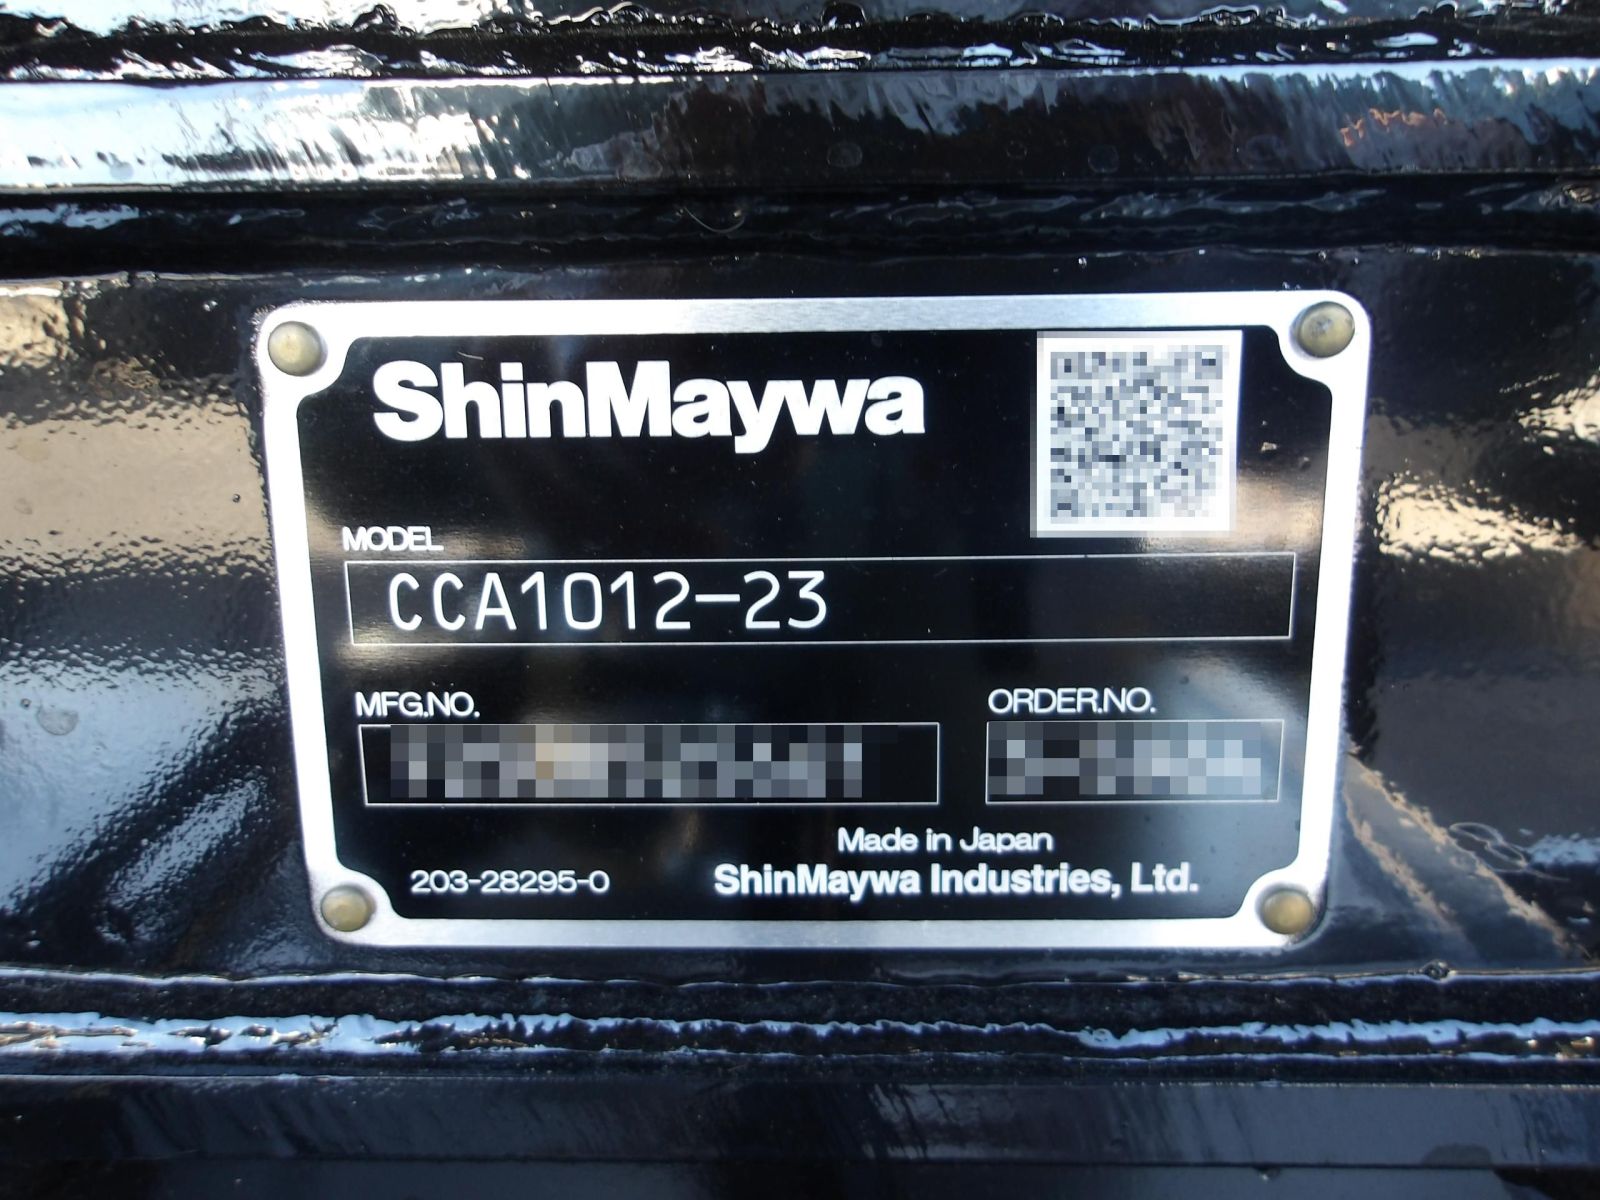 ShinMaywa
MODEL
CCA1012-23
MFG.NO.
ORDER.NO.
Made in Japan
203-28295-0
ShinMaywa Industries, Ltd.